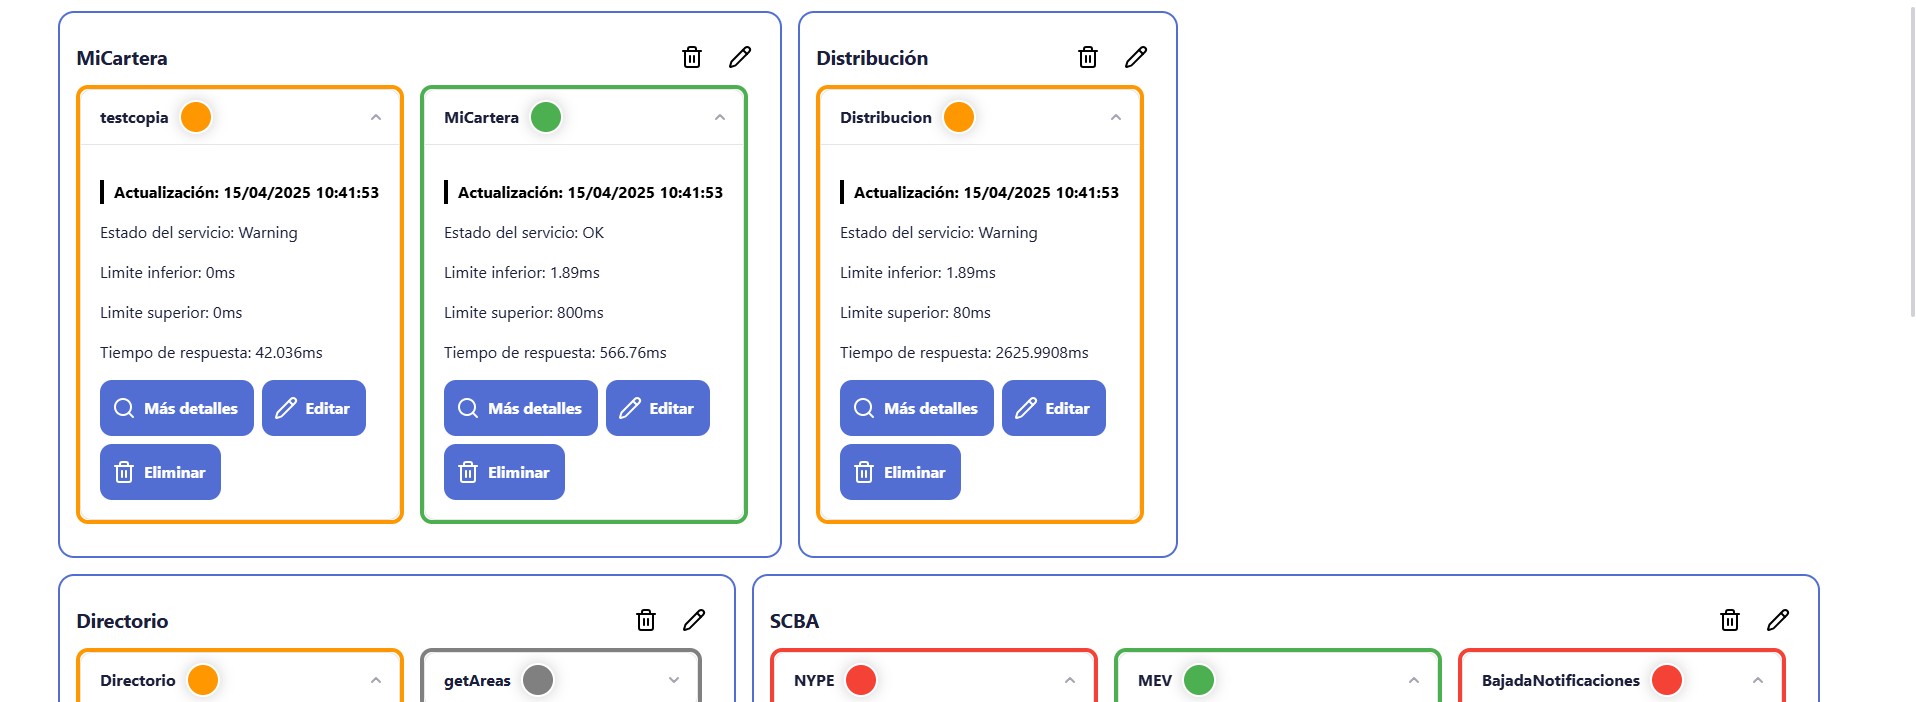 MiCartera
testcopia
Actualización: 15/04/2025 10:41:53
Estado del servicio: Warning
Limite inferior: 0ms
Limite superior: 0ms
Tiempo de respuesta: 42.036ms
Más detalles
Editar
Eliminar
MiCartera
Actualización: 15/04/2025 10:41:53
Estado del servicio: OK
Limite inferior: 1.89ms
Limite superior: 800ms
Tiempo de respuesta: 566.76ms
Más detalles
Editar
Eliminar
Distribución
Distribucion
Actualización: 15/04/2025 10:41:53
Estado del servicio: Warning
Limite inferior: 1.89ms
Limite superior: 80ms
Tiempo de respuesta: 2625.9908ms
Más detalles
Editar
Eliminar
Directorio
Directorio
getAreas
SCBA
NYPE
MEV
BajadaNotificaciones